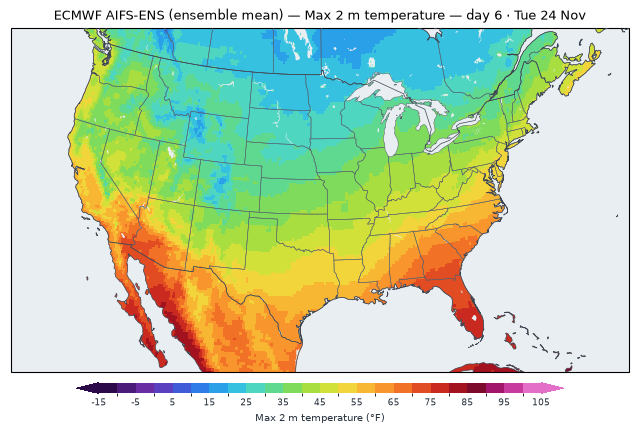 ECMWF AIFS-ENS (ensemble mean) — Max 2 m temperature — day 6 · Tue 24 Nov
-15 -5 5 15 25 35 45 55 65 75 85 95 105
Max 2 m temperature (°F)